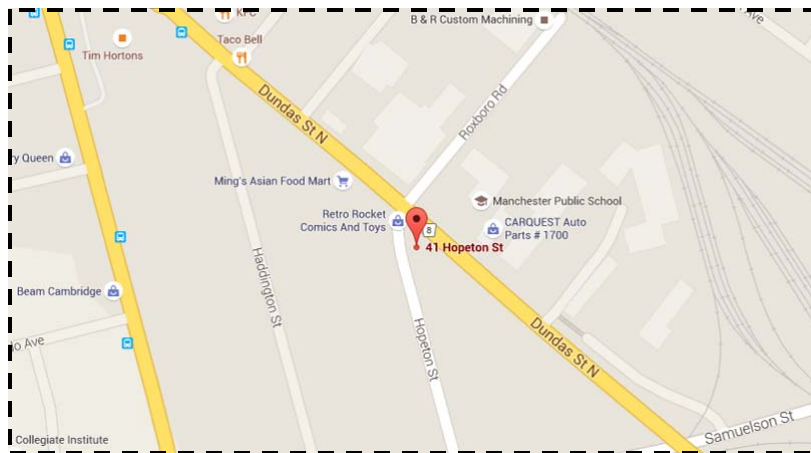 KFC
B & R Custom Machining
Ave
Taco Bell
Tim Hortons
Dundas St N
Roxboro Rd
ry Queen
Ming's Asian Food Mart
Manchester Public School
Retro Rocket
Comics And Toys
CARQUEST Auto
Parts # 1700
8
41 Hopeton St
Haddington St
Beam Cambridge
Hopeton St
Dundas St N
Ave
Samuelson St
Collegiate Institute